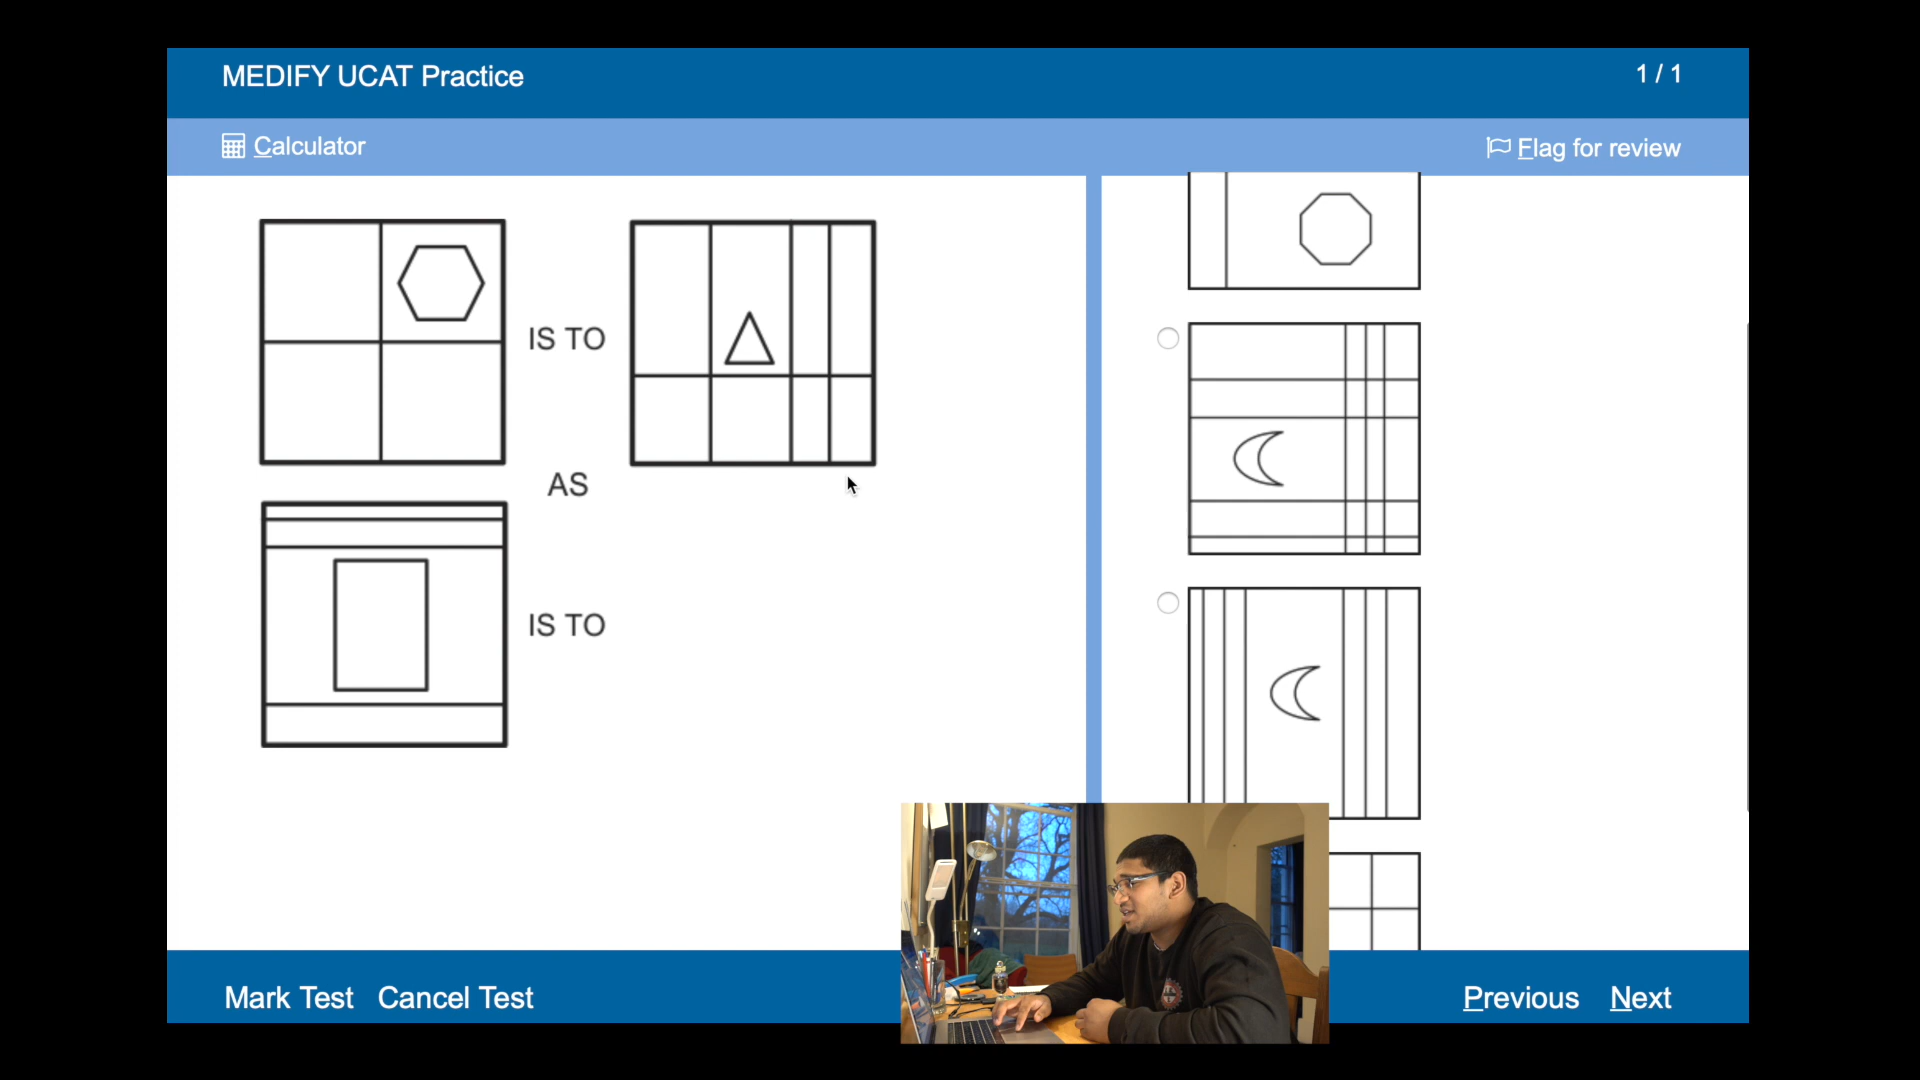 MEDIFY UCAT Practice
1 / 1
Calculator
Flag for review
IS TO
AS
IS TO
Mark Test
Cancel Test
Previous
Next